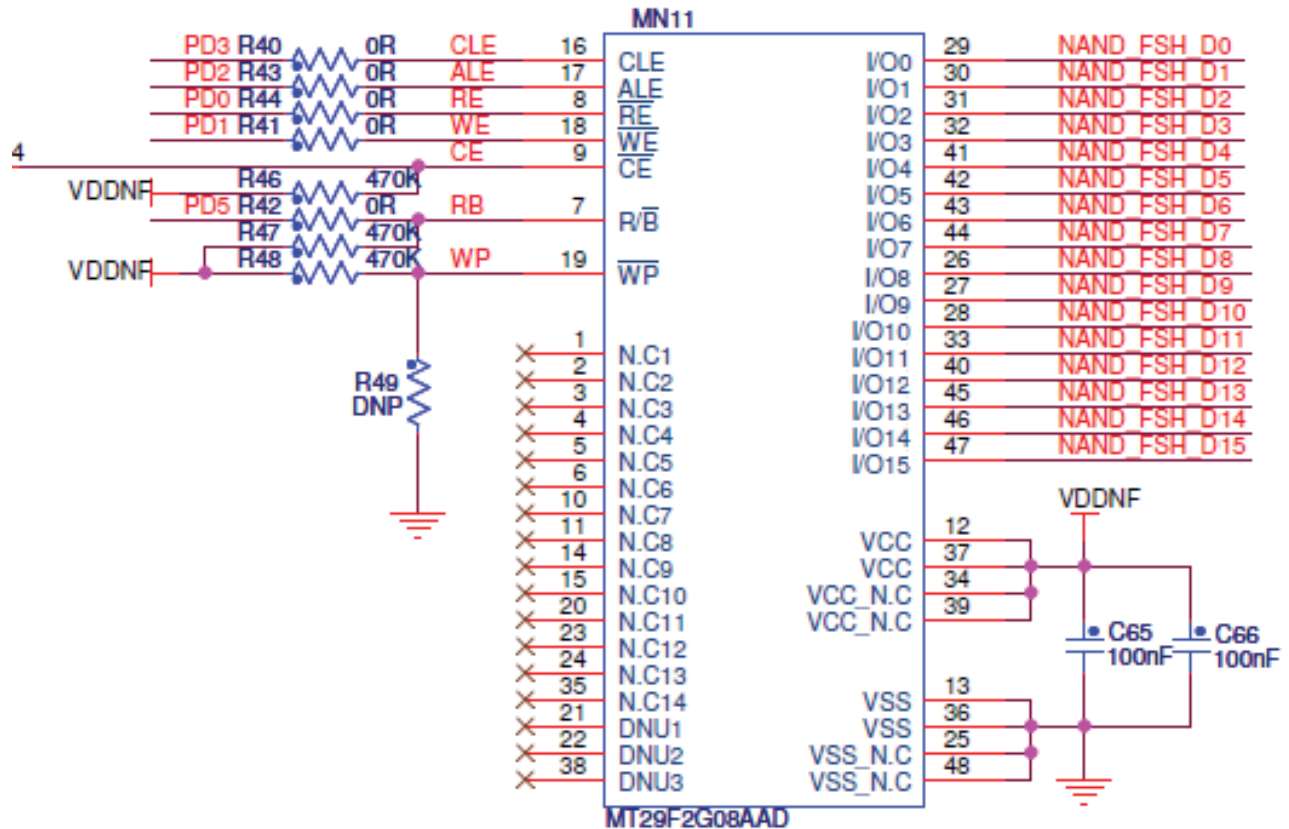 MN11
PD3 R40 0R CLE 16 CLE I/O0 29 NAND_FSH_D0
PD2 R43 0R ALE 17 ALE I/O1 30 NAND_FSH_D1
PD0 R44 0R RE 8 RE I/O2 31 NAND_FSH_D2
PD1 R41 0R WE 18 WE I/O3 32 NAND_FSH_D3
4 CE 9 CE I/O4 41 NAND_FSH_D4
VDDNF R46 470K I/O5 42 NAND_FSH_D5
PD5 R42 0R RB 7 R/B I/O6 43 NAND_FSH_D6
R47 470K I/O7 44 NAND_FSH_D7
VDDNF R48 470K WP 19 WP I/O8 26 NAND_FSH_D8
I/O9 27 NAND_FSH_D9
I/O10 28 NAND_FSH_D10
1 N.C1 I/O11 33 NAND_FSH_D11
2 N.C2 I/O12 40 NAND_FSH_D12
R49
DNP
3 N.C3 I/O13 45 NAND_FSH_D13
4 N.C4 I/O14 46 NAND_FSH_D14
5 N.C5 I/O15 47 NAND_FSH_D15
6 N.C6
VDDNF
10 N.C7
11 N.C8 VCC 12
14 N.C9 VCC 37
15 N.C10 VCC_N.C 34
20 N.C11 VCC_N.C 39
C65
100nF
C66
100nF
23 N.C12
24 N.C13
35 N.C14 VSS 13
21 DNU1 VSS 36
22 DNU2 VSS_N.C 25
38 DNU3 VSS_N.C 48
MT29F2G08AAD